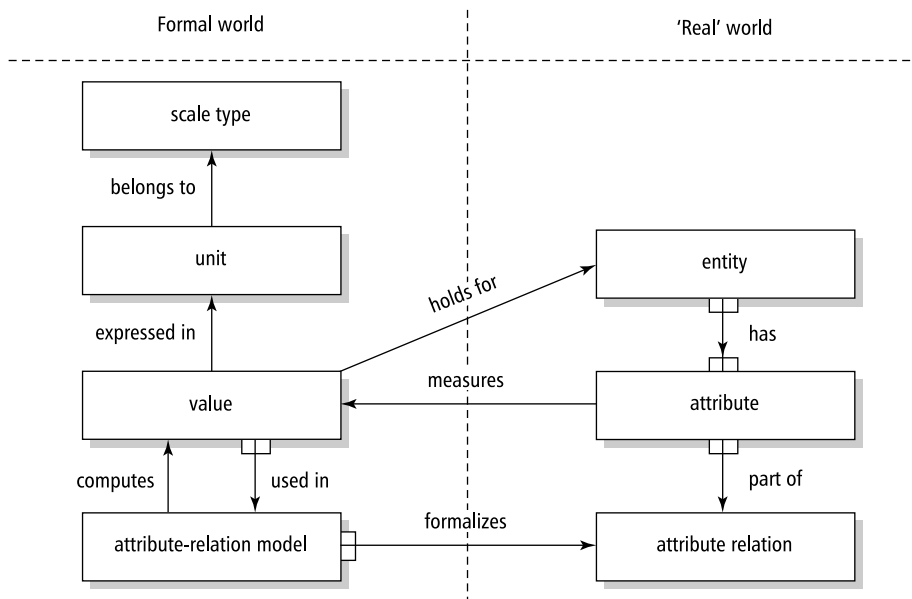 Formal world
'Real' world
scale type
belongs to
unit
entity
holds for
expressed in
has
measures
value
attribute
computes
used in
part of
formalizes
attribute-relation model
attribute relation